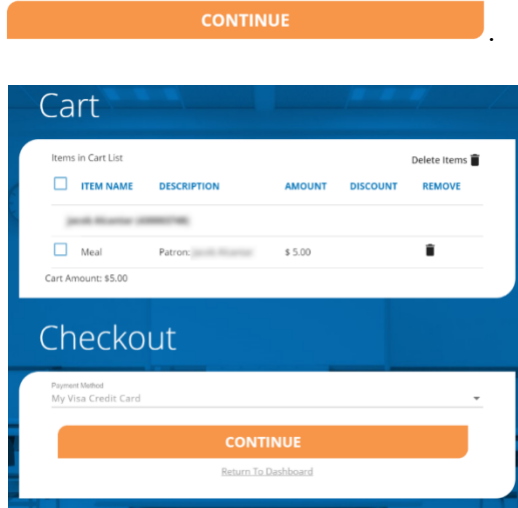 CONTINUE
.
Cart
Items in Cart List
Delete Items
ITEM NAME DESCRIPTION AMOUNT DISCOUNT REMOVE
Meal Patron: $ 5.00
Cart Amount: $5.00
Checkout
Payment Method
My Visa Credit Card
CONTINUE
Return To Dashboard